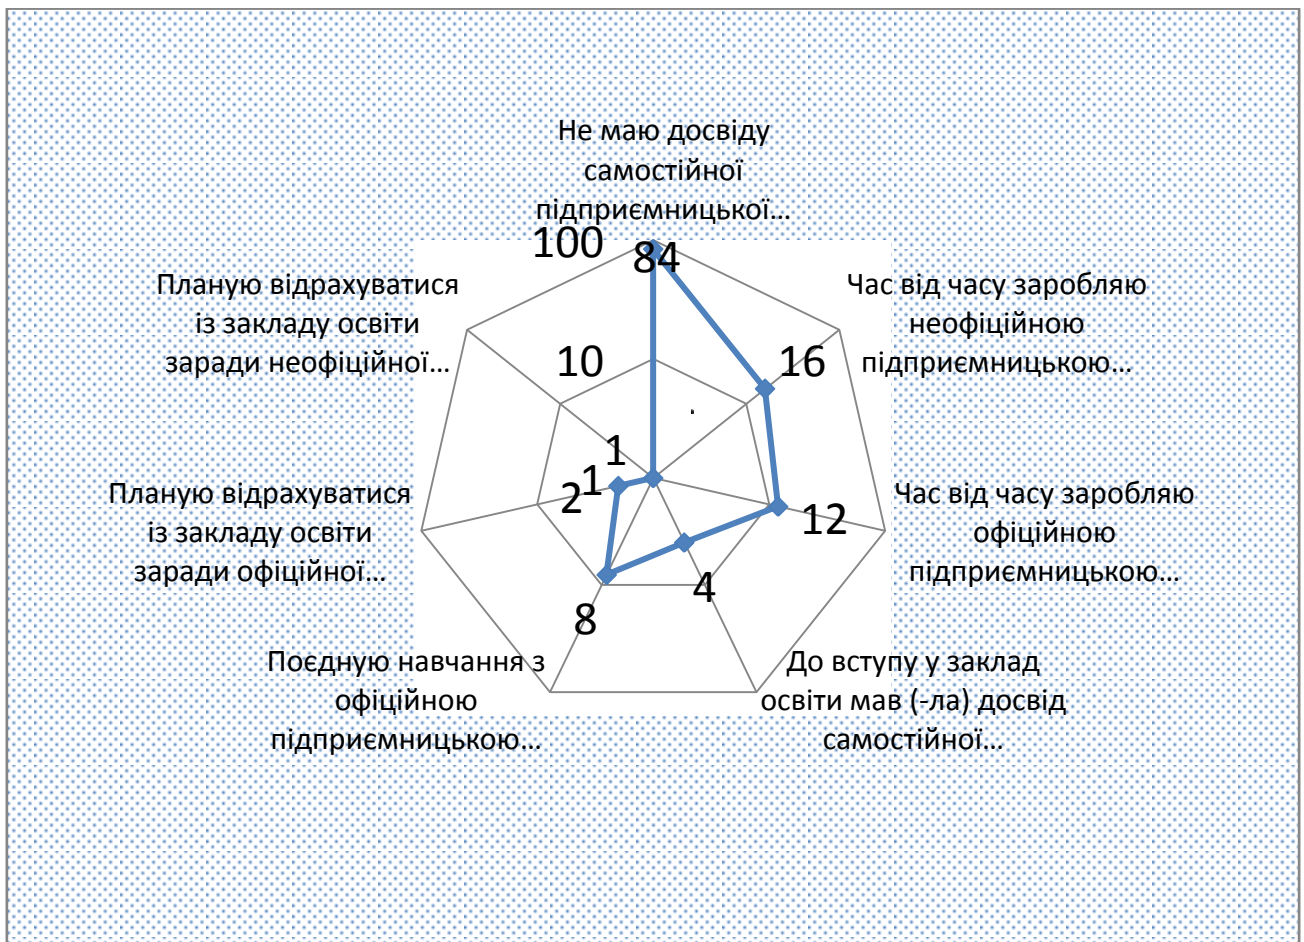 Не маю досвіду
самостійної
підприємницької...
100
84
Планую відрахуватися
із закладу освіти
заради неофіційної...
Час від часу заробляю
неофіційною
підприємницькою...
10
16
1
1
2
Планую відрахуватися
із закладу освіти
заради офіційної...
Час від часу заробляю
офіційною
підприємницькою...
12
4
8
Поєдную навчання з
офіційною
підприємницькою...
До вступу у заклад
освіти мав (-ла) досвід
самостійної...